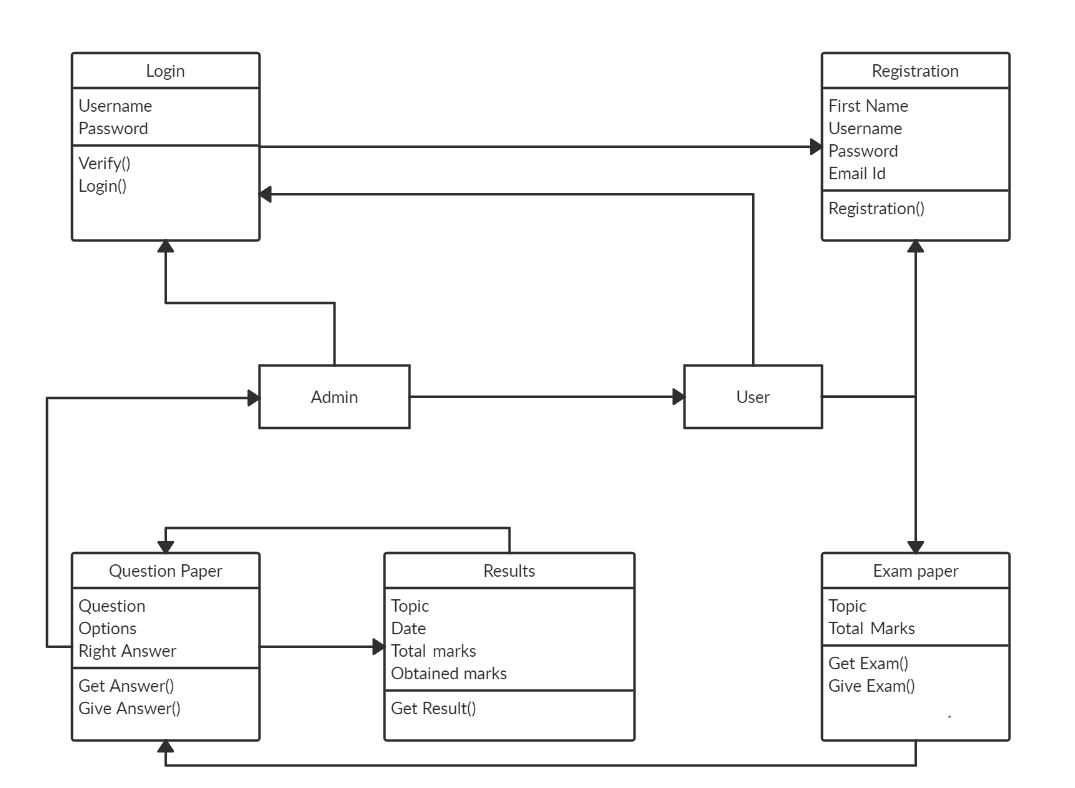 Login
Username
Password
Verify()
Login()
Registration
First Name
Username
Password
Email Id
Registration()
Admin
User
Question Paper
Question
Options
Right Answer
Get Answer()
Give Answer()
Results
Topic
Date
Total marks
Obtained marks
Get Result()
Exam paper
Topic
Total Marks
Get Exam()
Give Exam()
.